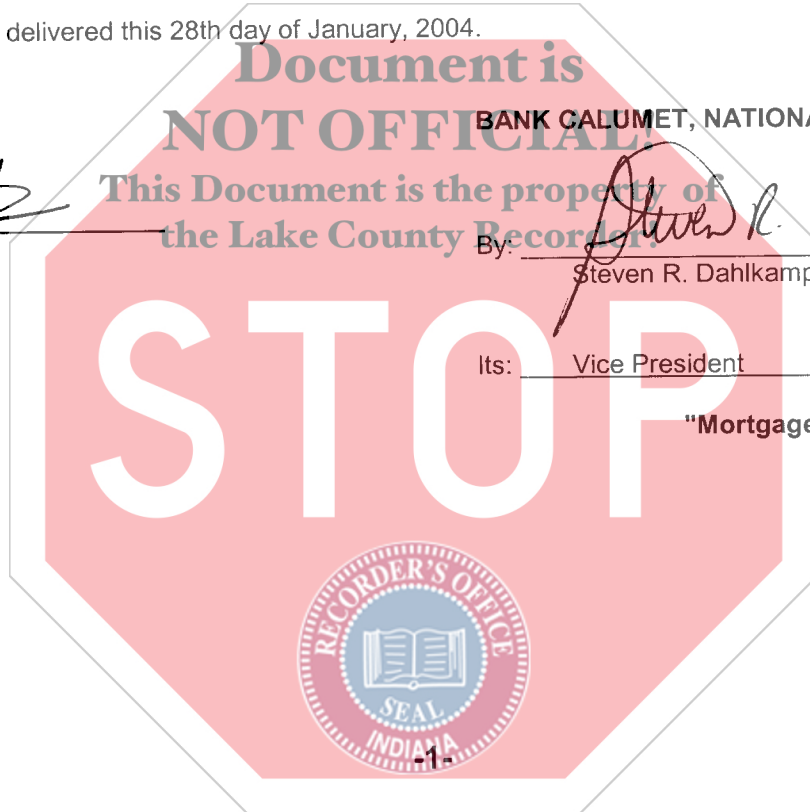 delivered this 28th day of January, 2004.
Document is
NOT OFFICIAL!
BANK CALUMET, NATIONA
This Document is the property of
the Lake County Recorder!
By: Steven R.
Steven R. Dahlkamp
STOP
Its: Vice President
"Mortgage
RECORDER'S OFFICE
SEAL
INDIANA
-1-